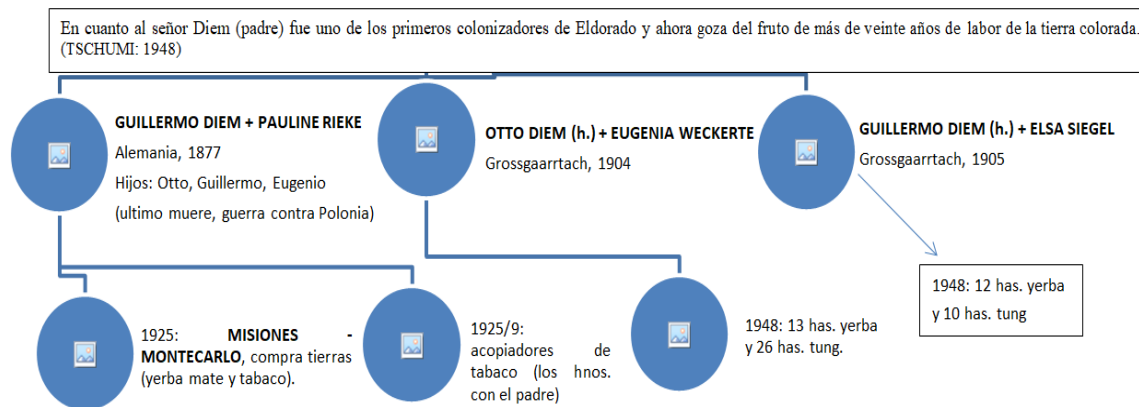 En cuanto al señor Diem (padre) fue uno de los primeros colonizadores de Eldorado y ahora goza del fruto de más de veinte años de labor de la tierra colorada.
(TSCHUMI: 1948)
GUILLERMO DIEM + PAULINE RIEKE
Alemania, 1877
Hijos: Otto, Guillermo, Eugenio
(ultimo muere, guerra contra Polonia)
OTTO DIEM (h.) + EUGENIA WECKERTE
Grossgaarrtach, 1904
GUILLERMO DIEM (h.) + ELSA SIEGEL
Grossgaarrtach, 1905
1925: MISIONES -
MONTECARLO, compra tierras
(yerba mate y tabaco).
1925/9:
acopiadores de
tabaco (los hnos.
con el padre)
1948: 13 has. yerba
y 26 has. tung.
1948: 12 has. yerba
y 10 has. tung